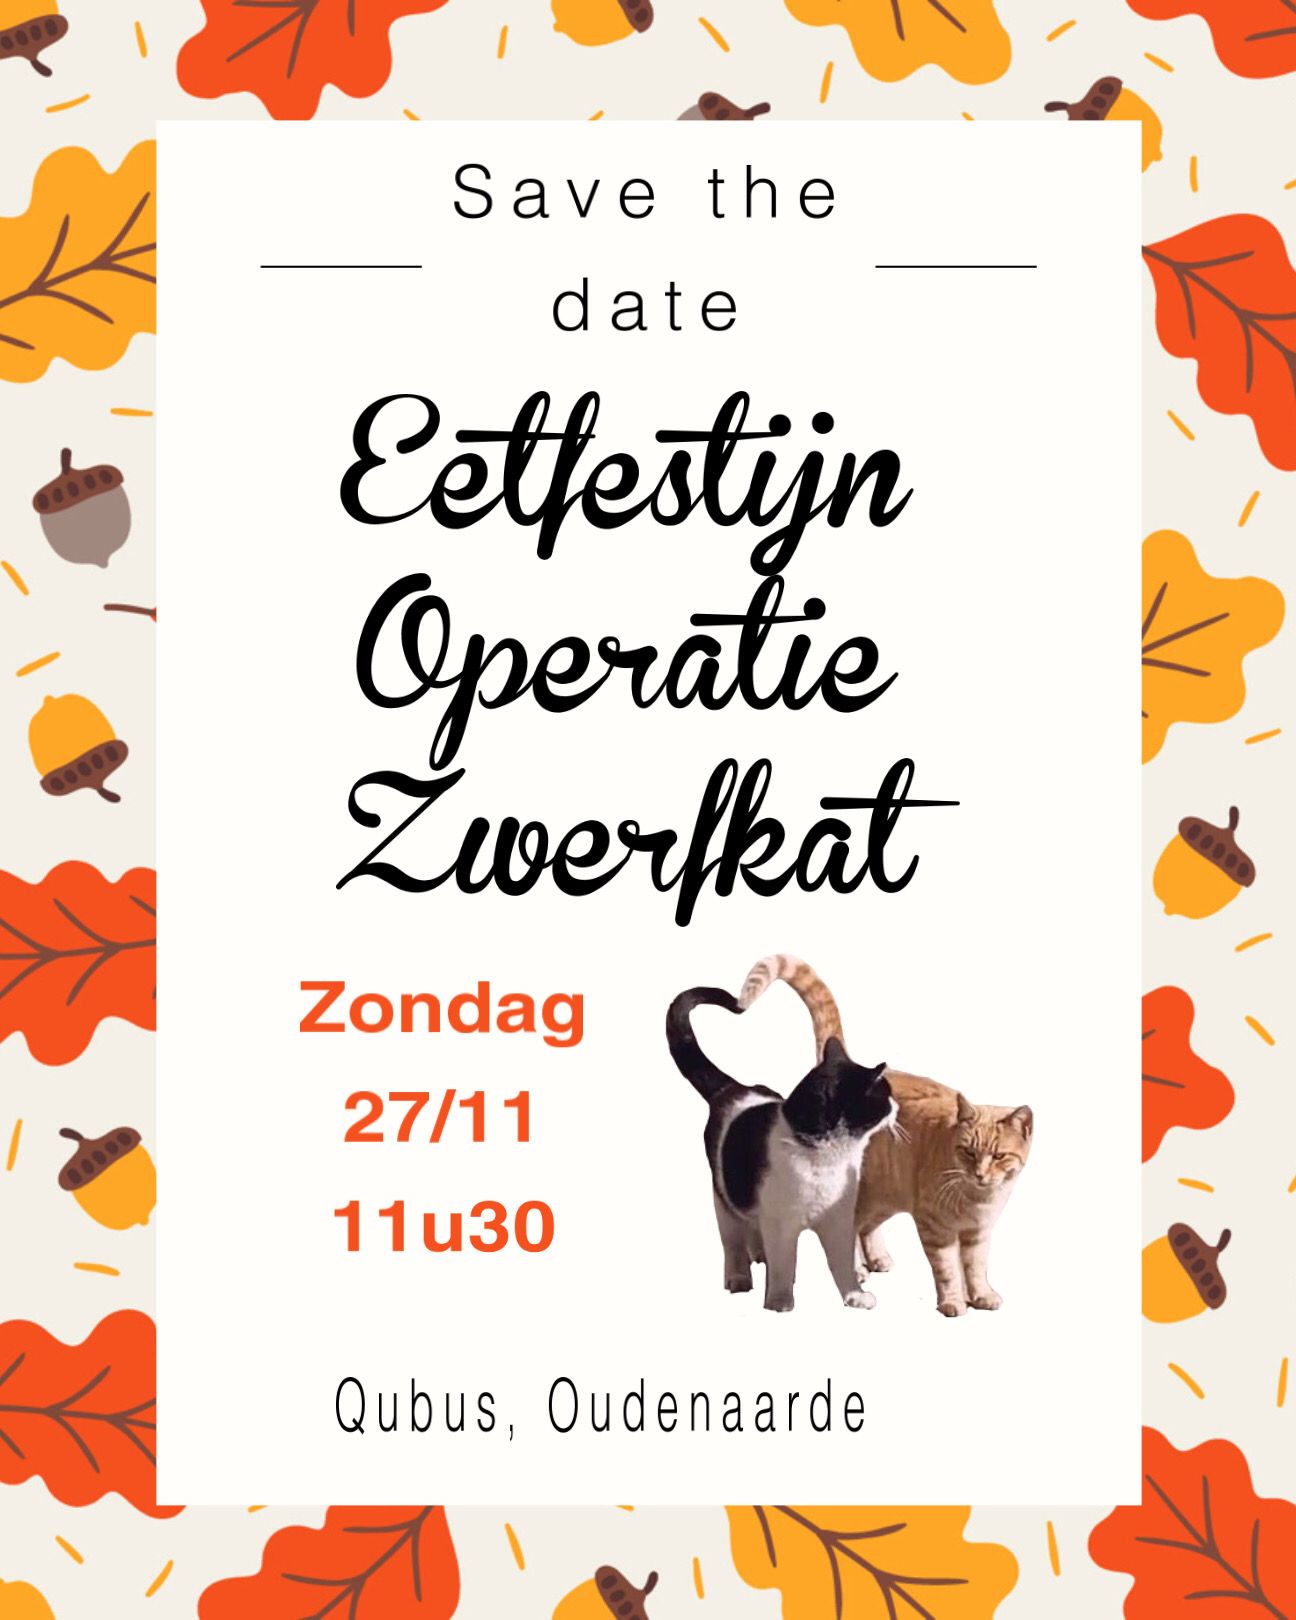 Save the
date
Eetfestijn
Operatie
Zwerfkat
Zondag
27/11
11u30
Qubus, Oudenaarde